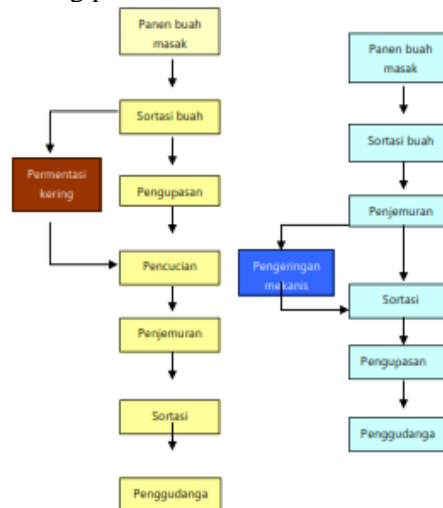 Panen buah
masak
Sortasi buah
Permentasi
kering
Pengupasan
Pencucian
Penjemuran
Sortasi
Penggudanga
Panen buah
masak
Sortasi buah
Penjemuran
Pengeringan
mekanis
Sortasi
Pengupasan
Penggudanga